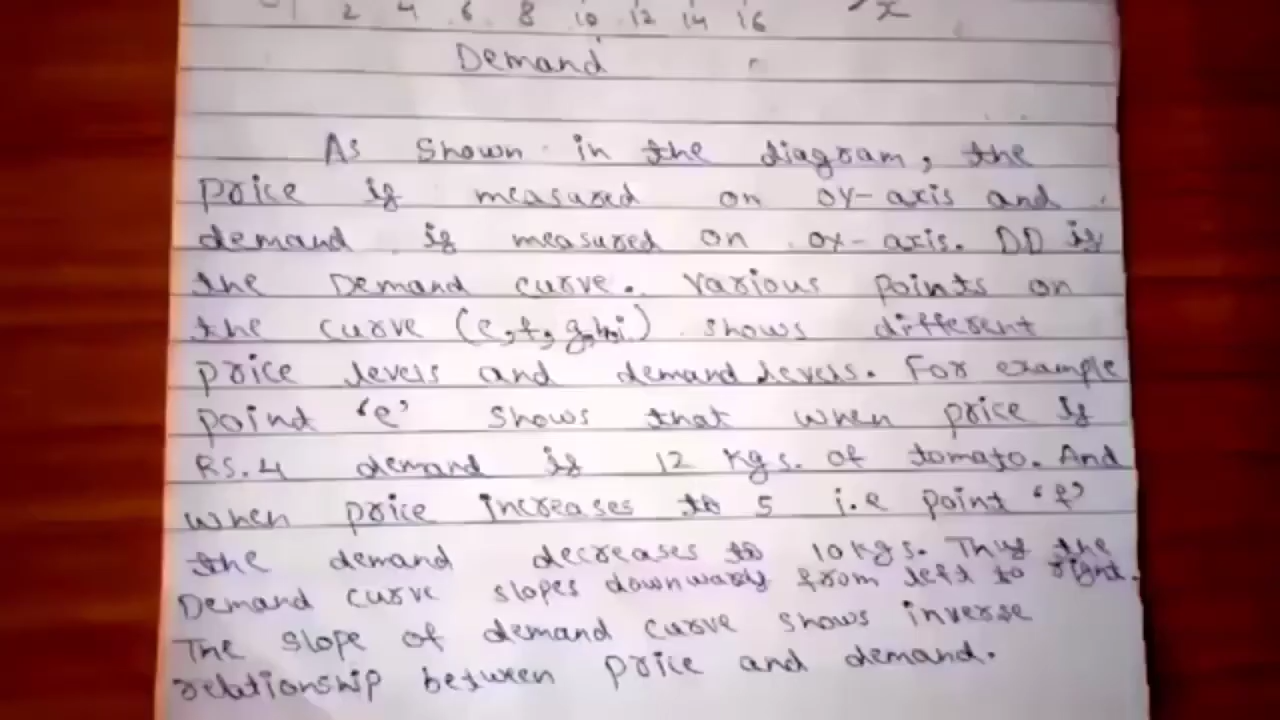 2 4 6 8 10 12 14 16 x
Demand
As shown in the diagram, the
price is measured on oy-axis and
demand is measured on ox-axis. DD is
the Demand curve. Various points on
the curve (e, f, g, h, i) shows different
price levels and demand levels. For example
point 'e' shows that when price is
RS.4 demand is 12 kgs. of tomato. And
when price increases to 5 i.e point 'f'
the demand decreases to 10kgs. Thus the
Demand curve slopes downwards from left to right.
The slope of demand curve shows inverse
relationship between price and demand.